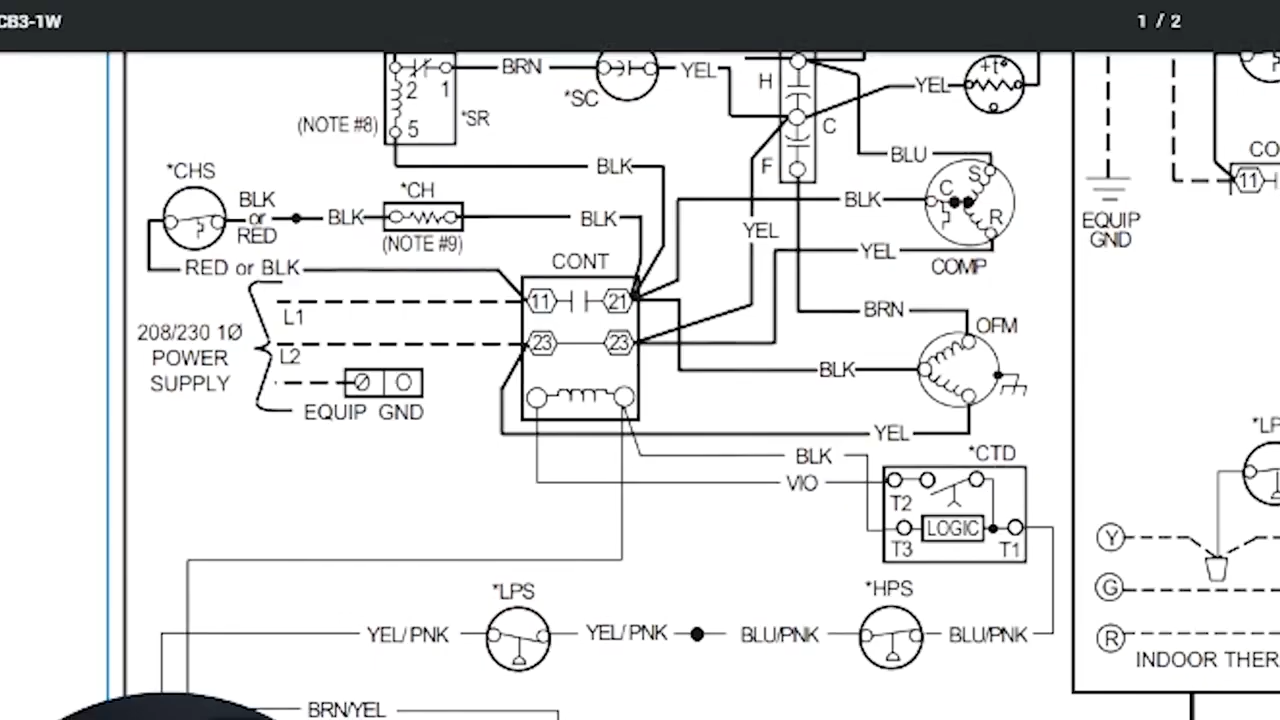 CB3-1W
1 / 2
2 1
5
*SR
(NOTE #8)
BRN
*SC
YEL
H
C
F
YEL
+t°
BLK
BLU
S
C
R
COMP
*CHS
BLK
or
RED
BLK
*CH
(NOTE #9)
BLK
BLK
YEL
YEL
RED or BLK
CONT
11
21
23
23
L1
L2
208/230 1Ø
POWER
SUPPLY
EQUIP GND
BRN
OFM
BLK
YEL
BLK
VIO
*CTD
T2
LOGIC
T3
T1
*LPS
YEL/PNK
YEL/PNK
BLU/PNK
*HPS
BLU/PNK
BRN/YEL
EQUIP
GND
CO
11
*LP
Y
G
R
INDOOR THER